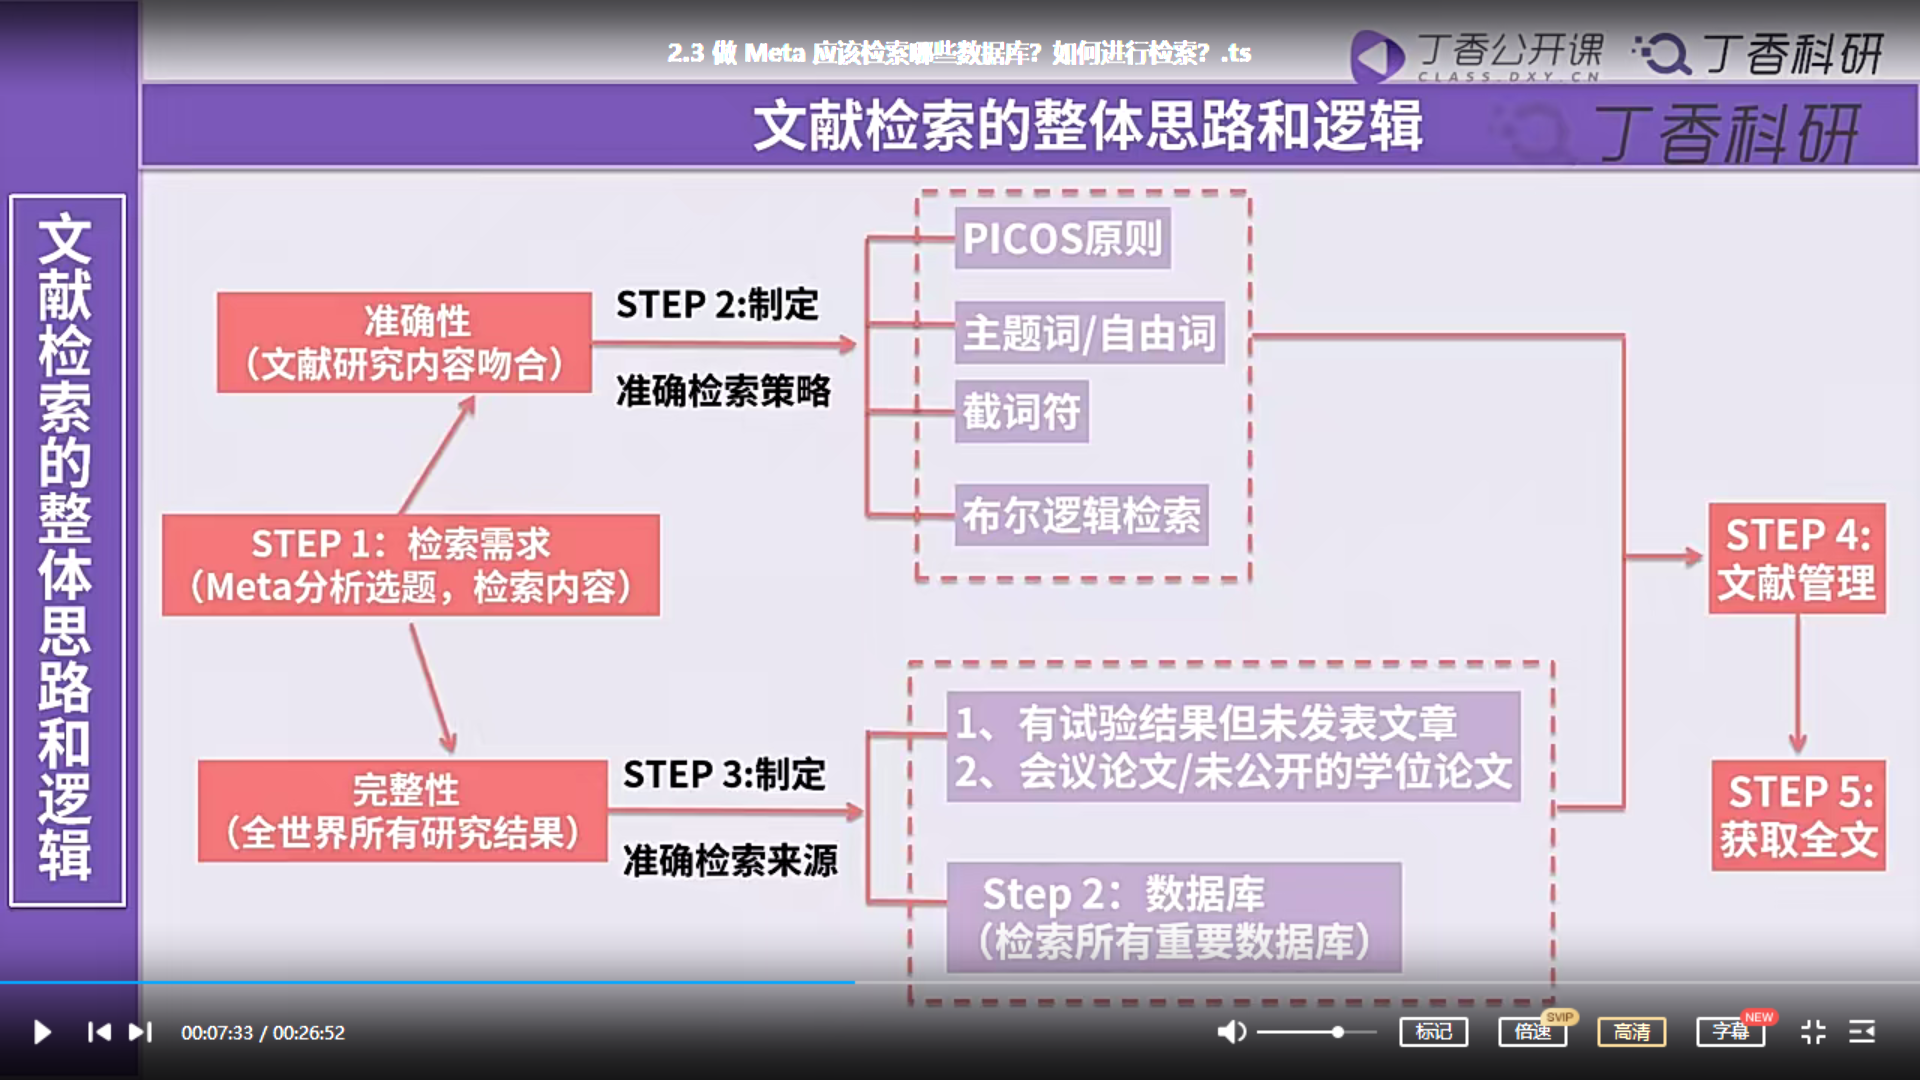 2.3 做 Meta 应该检索哪些数据库？如何进行检索？.ts
丁香公开课
CLASS.DXY.CN
丁香科研
文献检索的整体思路和逻辑
丁香科研
文献检索的整体思路和逻辑
准确性
（文献研究内容吻合）
STEP 2:制定
准确检索策略
PICOS原则
主题词/自由词
截词符
布尔逻辑检索
STEP 1：检索需求
（Meta分析选题，检索内容）
STEP 4:
文献管理
完整性
（全世界所有研究结果）
STEP 3:制定
准确检索来源
1、有试验结果但未发表文章
2、会议论文/未公开的学位论文
Step 2：数据库
（检索所有重要数据库）
STEP 5:
获取全文
00:07:33 / 00:26:52
标记
倍速
SVIP
高清
字幕
NEW